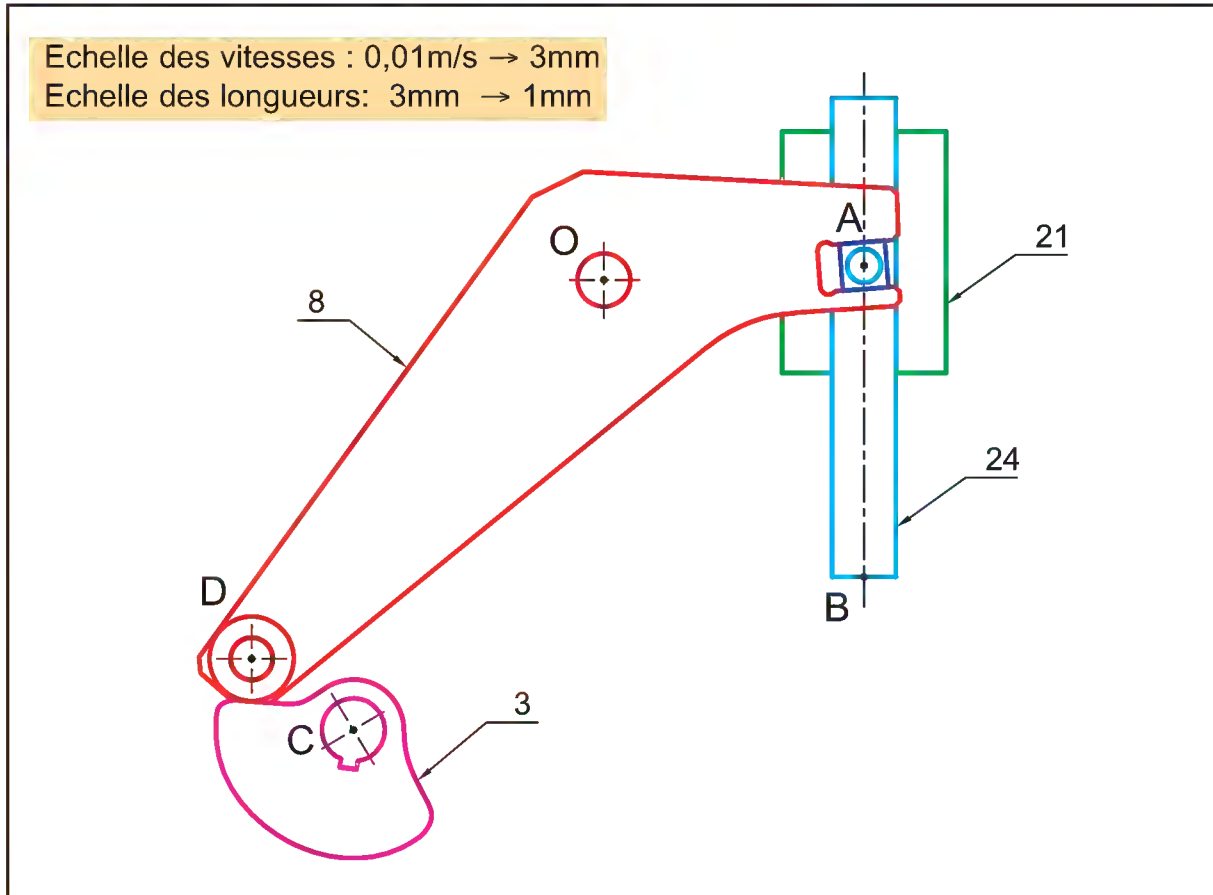 Echelle des vitesses : 0,01m/s → 3mm
Echelle des longueurs: 3mm → 1mm
A
O
21
8
24
D
B
3
C